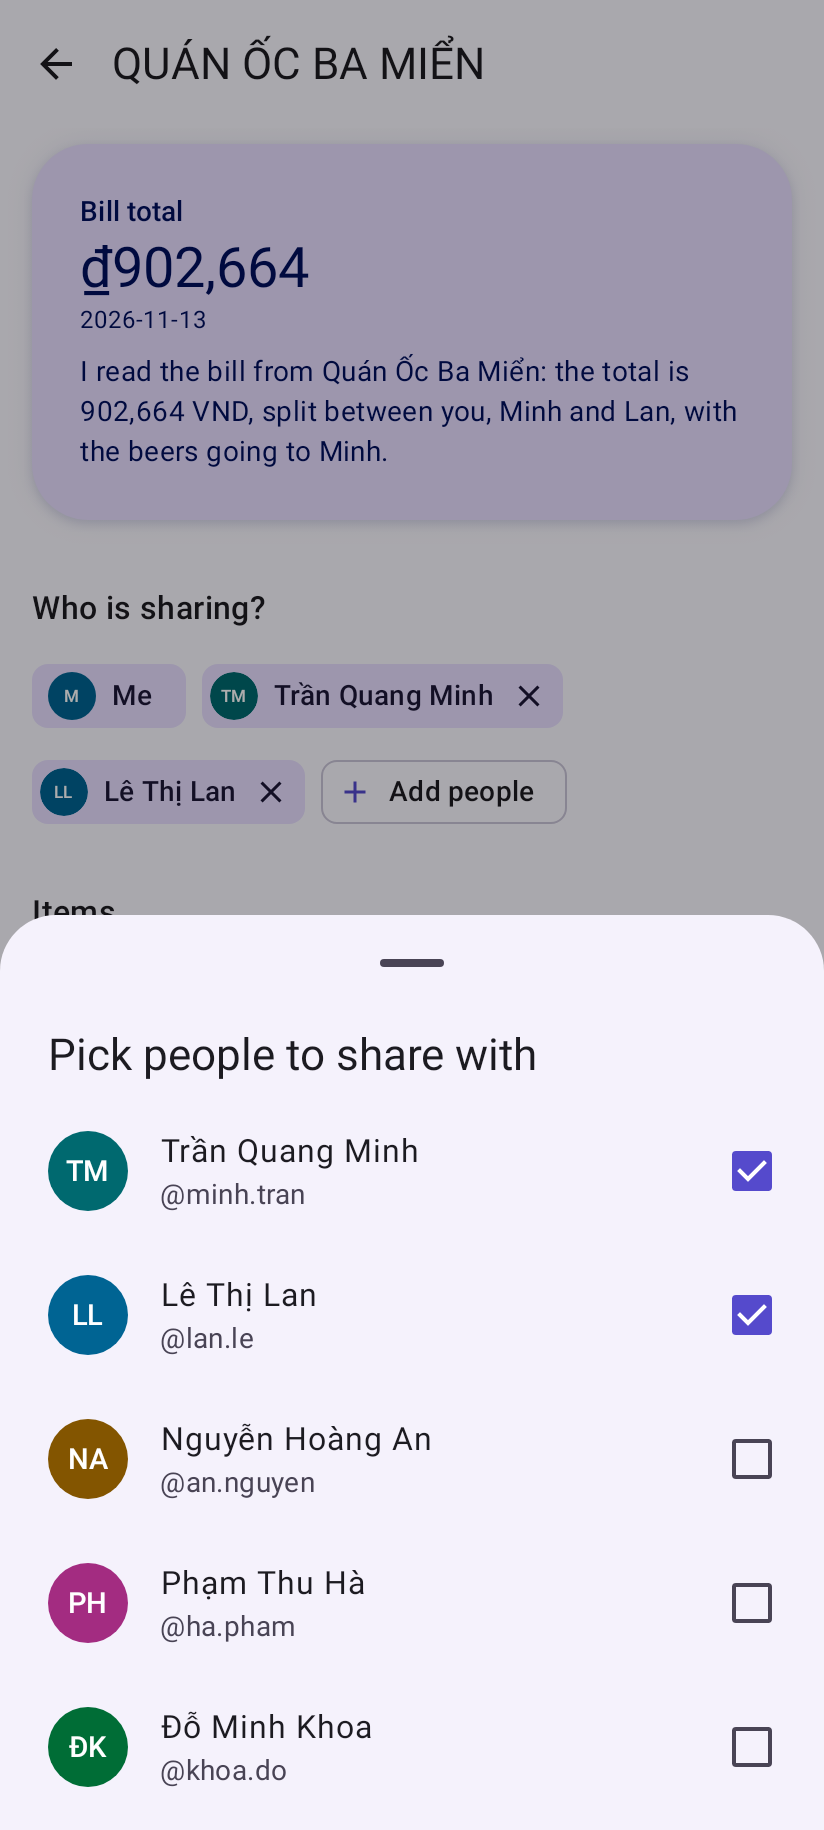 QUÁN ỐC BA MIỂN
Bill total
₫902,664
2026-11-13
I read the bill from Quán Ốc Ba Miển: the total is
902,664 VND, split between you, Minh and Lan, with
the beers going to Minh.
Who is sharing?
M Me TM Trần Quang Minh
LL Lê Thị Lan Add people
Items
Pick people to share with
TM Trần Quang Minh
@minh.tran
LL Lê Thị Lan
@lan.le
NA Nguyễn Hoàng An
@an.nguyen
PH Phạm Thu Hà
@ha.pham
ĐK Đỗ Minh Khoa
@khoa.do